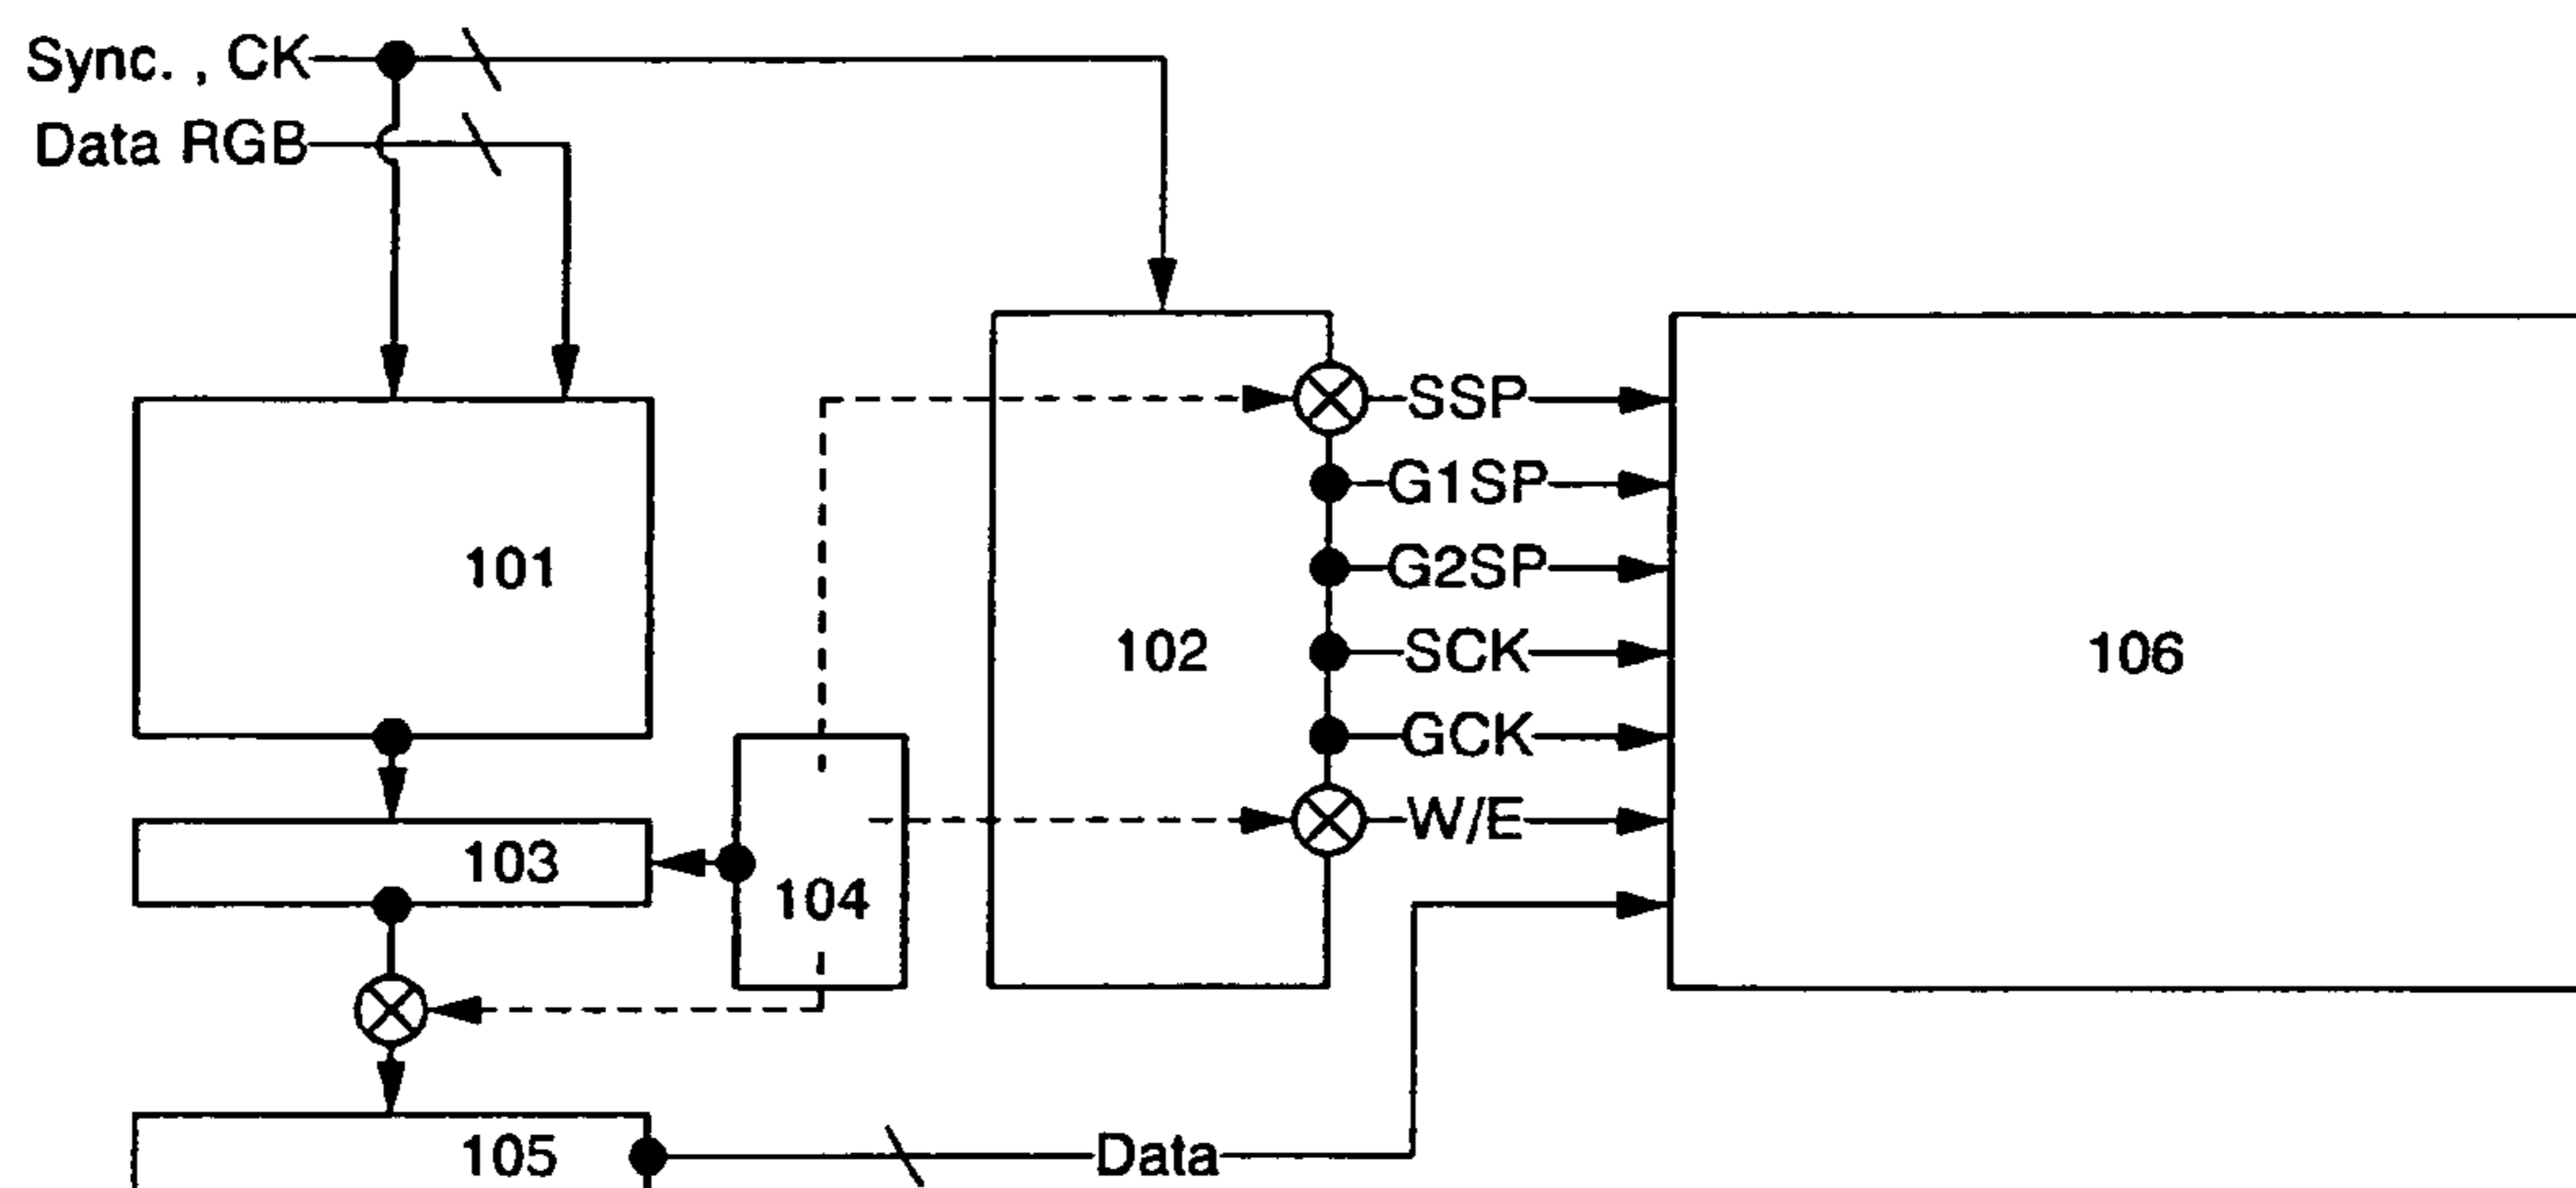 Sync. , CK
Data RGB
SSP
G1SP
G2SP
101
102
SCK
106
GCK
W/E
103
104
105
Data